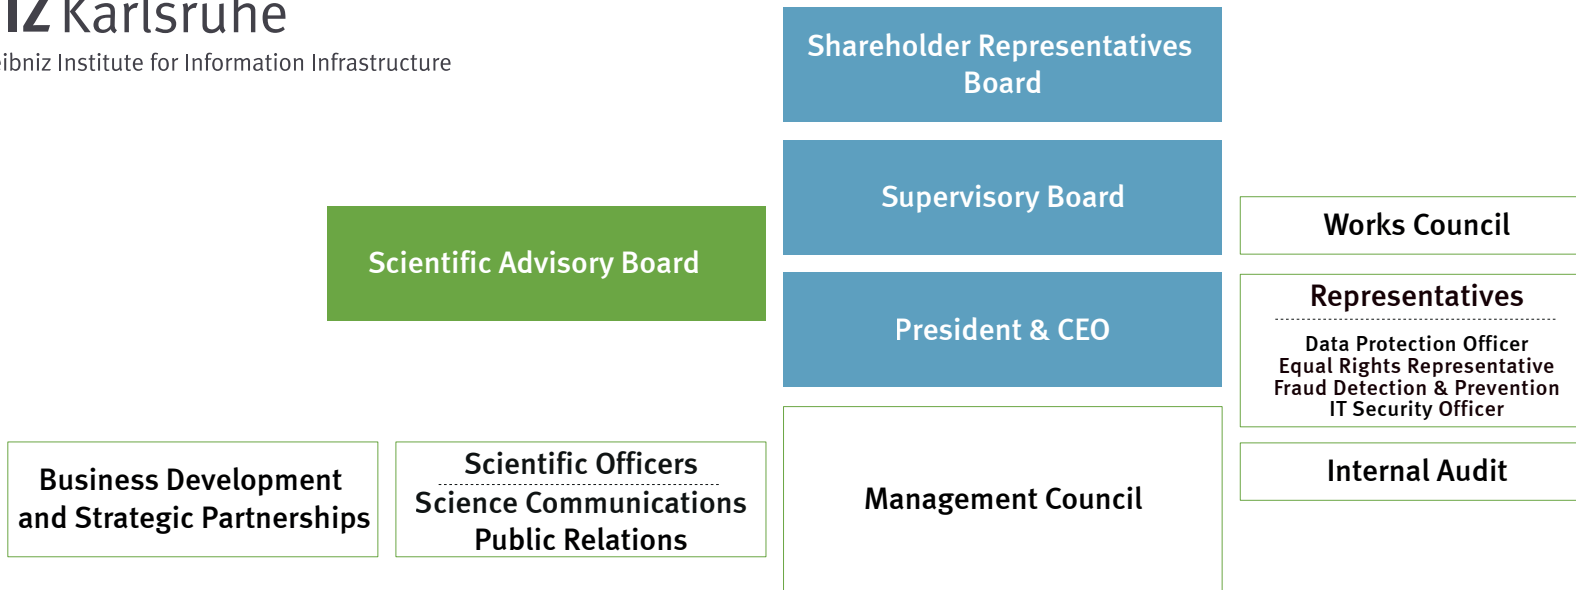 IZ Karlsruhe
eibniz Institute for Information Infrastructure
Shareholder Representatives
Board
Supervisory Board
Scientific Advisory Board
President & CEO
Works Council
Representatives
Data Protection Officer
Equal Rights Representative
Fraud Detection & Prevention
IT Security Officer
Business Development
and Strategic Partnerships
Scientific Officers
Science Communications
Public Relations
Management Council
Internal Audit